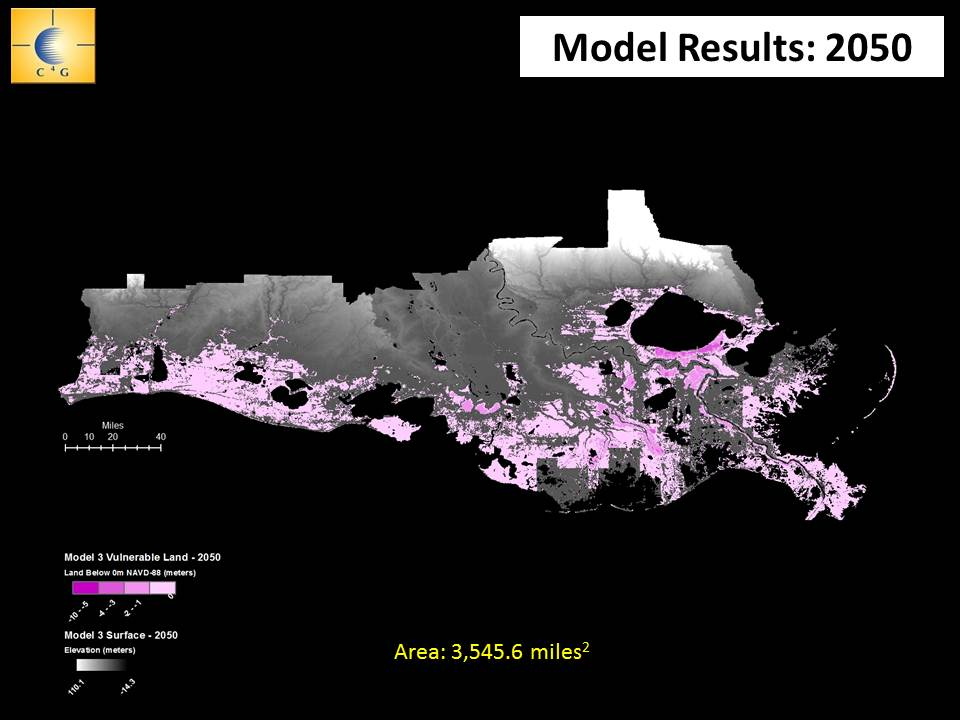 C⁴G
Model Results: 2050
Miles
0 10 20 40
Model 3 Vulnerable Land - 2050
Land Below 0m NAVD-88 (meters)
-10 - -5 -4 - -3 -2 - -1 0
Model 3 Surface - 2050
Elevation (meters)
110.1 -14.3
Area: 3,545.6 miles²